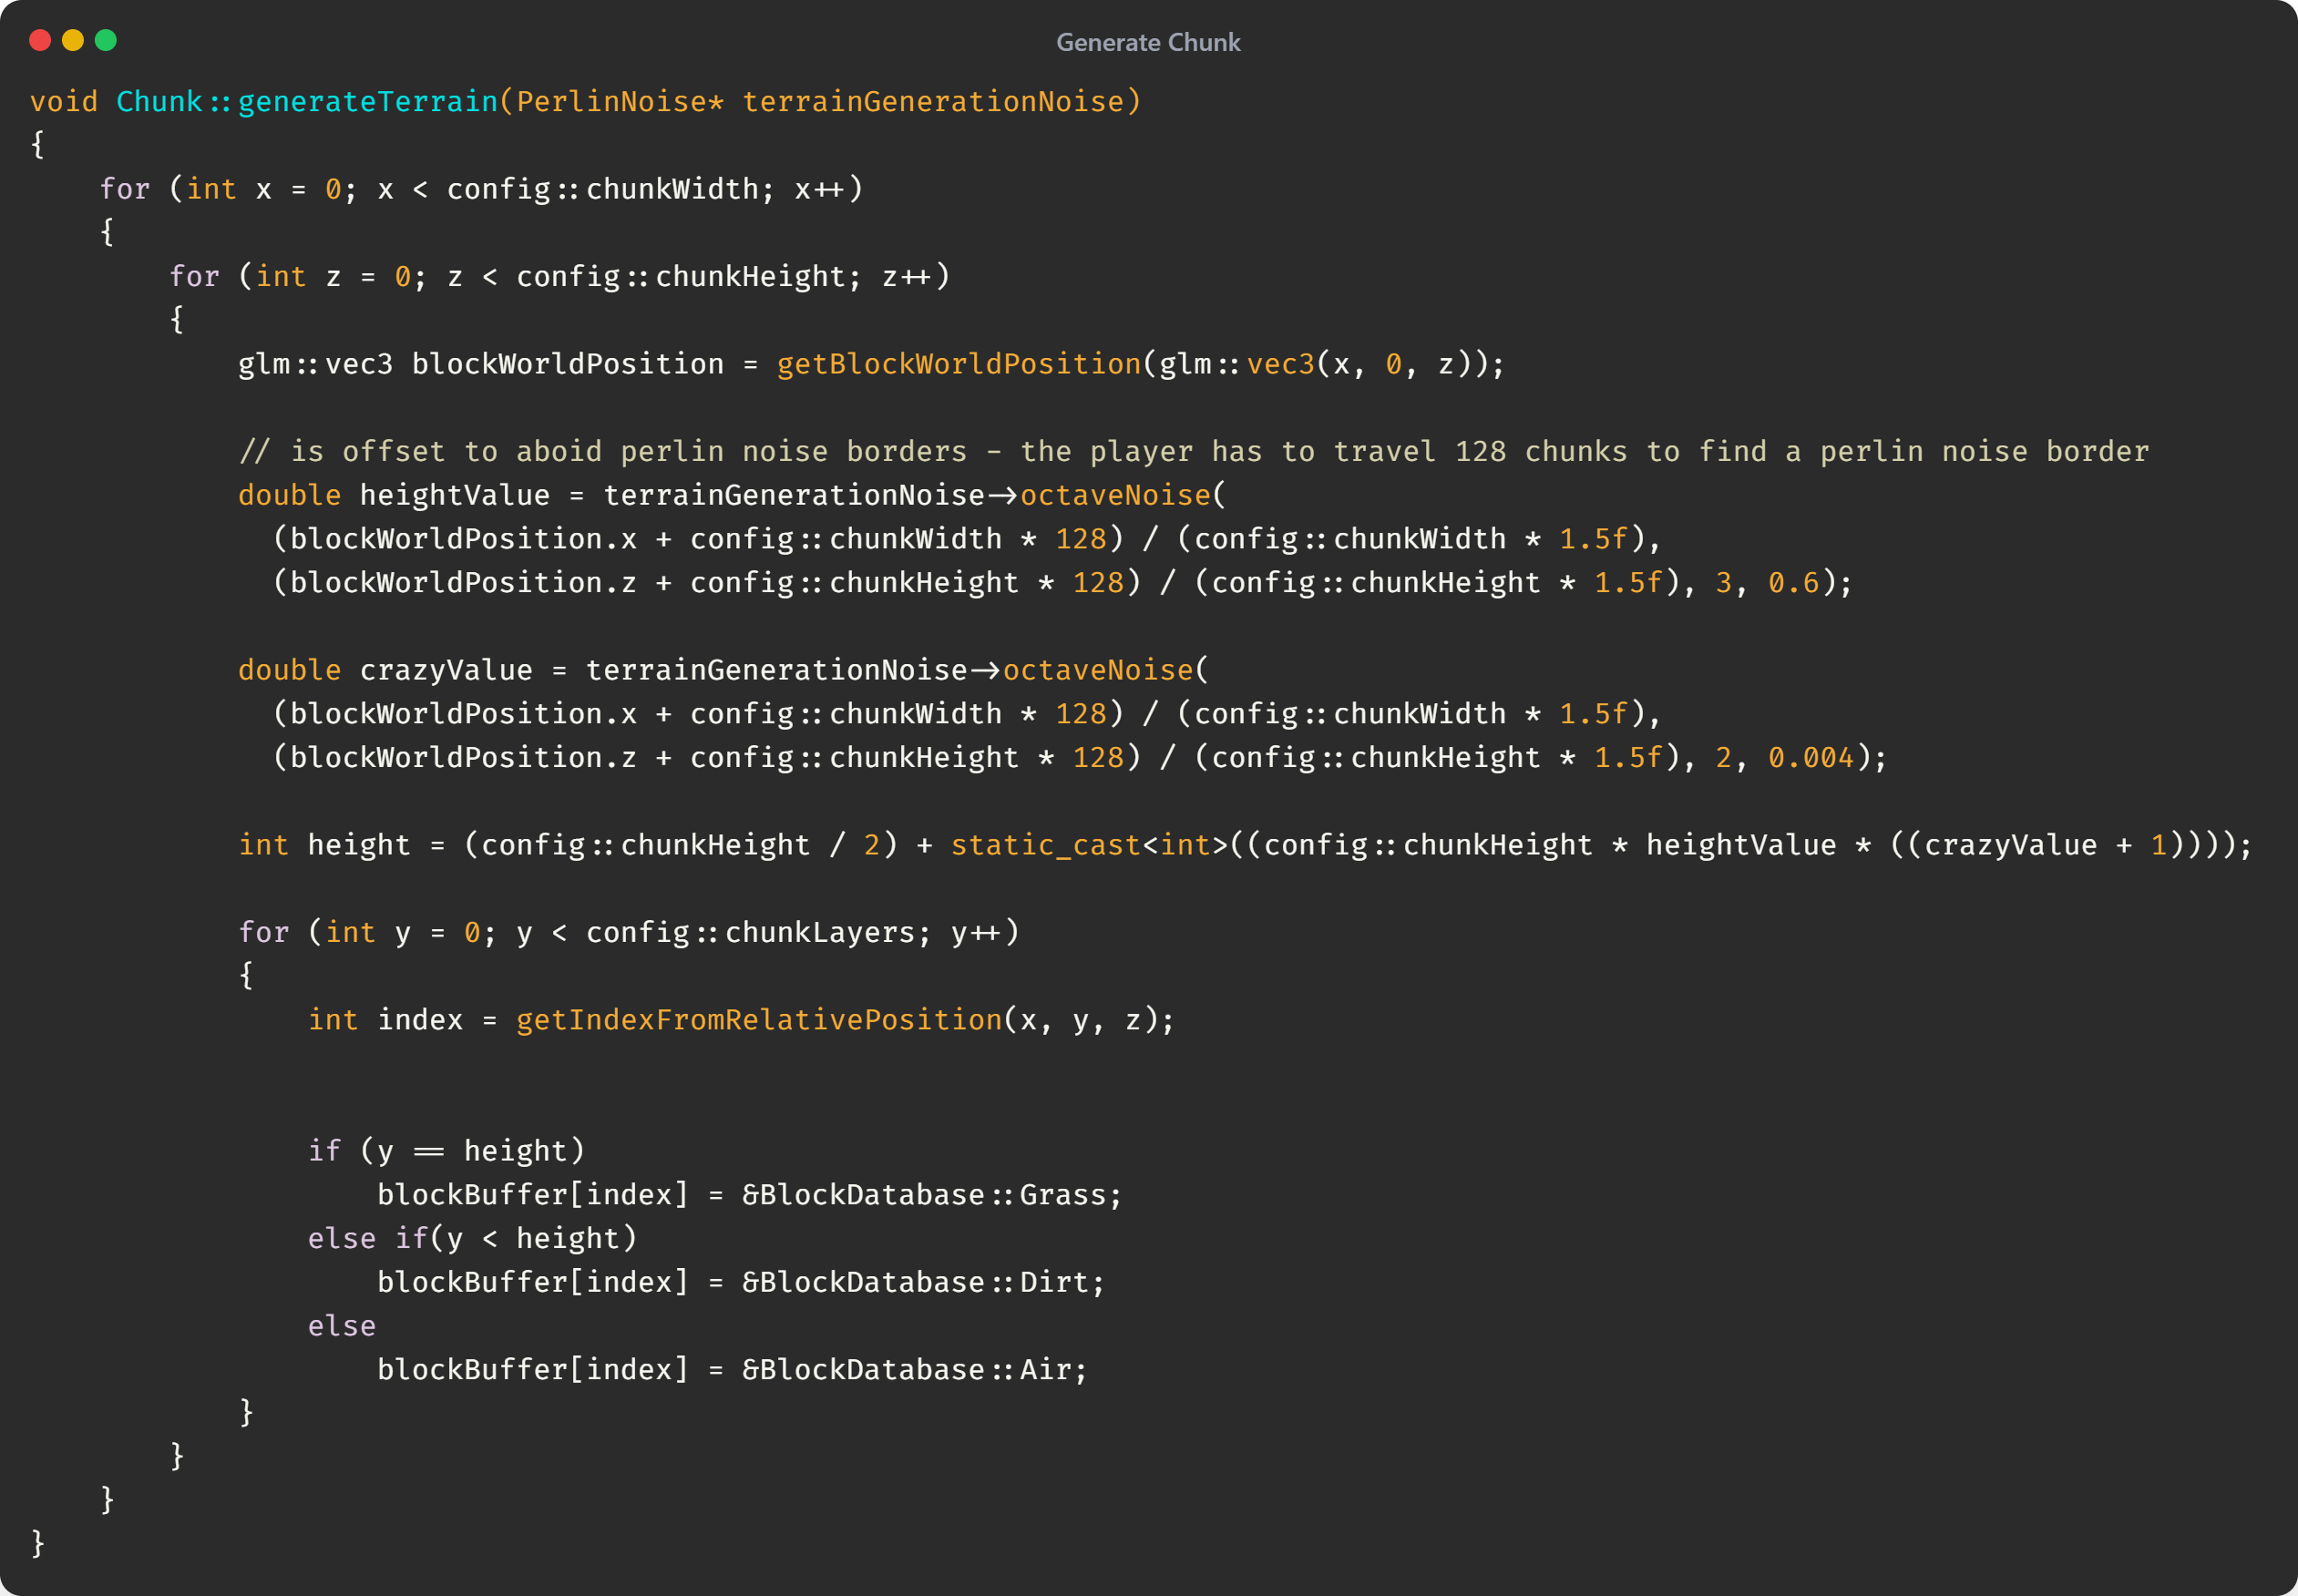 Generate Chunk
void Chunk::generateTerrain(PerlinNoise* terrainGenerationNoise)
{
    for (int x = 0; x < config::chunkWidth; x++)
    {
        for (int z = 0; z < config::chunkHeight; z++)
        {
            glm::vec3 blockWorldPosition = getBlockWorldPosition(glm::vec3(x, 0, z));

            // is offset to aboid perlin noise borders - the player has to travel 128 chunks to find a perlin noise border
            double heightValue = terrainGenerationNoise->octaveNoise(
              (blockWorldPosition.x + config::chunkWidth * 128) / (config::chunkWidth * 1.5f),
              (blockWorldPosition.z + config::chunkHeight * 128) / (config::chunkHeight * 1.5f), 3, 0.6);

            double crazyValue = terrainGenerationNoise->octaveNoise(
              (blockWorldPosition.x + config::chunkWidth * 128) / (config::chunkWidth * 1.5f),
              (blockWorldPosition.z + config::chunkHeight * 128) / (config::chunkHeight * 1.5f), 2, 0.004);

            int height = (config::chunkHeight / 2) + static_cast<int>((config::chunkHeight * heightValue * ((crazyValue + 1))));

            for (int y = 0; y < config::chunkLayers; y++)
            {
                int index = getIndexFromRelativePosition(x, y, z);


                if (y == height)
                    blockBuffer[index] = &BlockDatabase::Grass;
                else if(y < height)
                    blockBuffer[index] = &BlockDatabase::Dirt;
                else
                    blockBuffer[index] = &BlockDatabase::Air;
            }
        }
    }
}